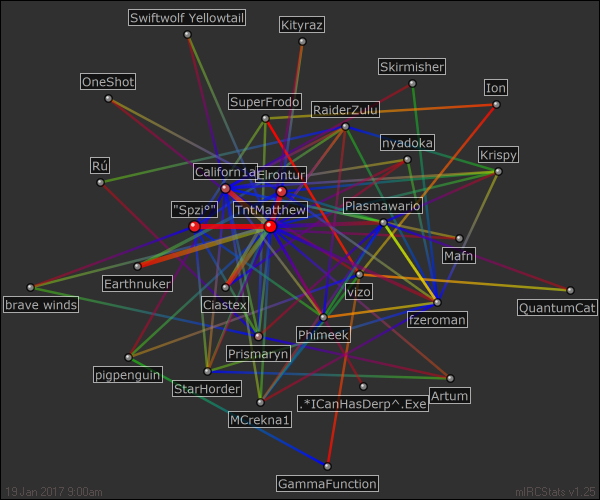 Swiftwolf Yellowtail
Kityraz
Skirmisher
OneShot
Ion
SuperFrodo
RaiderZulu
nyadoka
Krispy
Rú
Californ1a
Elrontur
"Spzi°"
TntMatthew
Plasmawario
Mafn
Earthnuker
brave winds
Ciastex
vizo
QuantumCat
fzeroman
Phimeek
Prismaryn
pigpenguin
StarHorder
.*ICanHasDerp^.Exe
Artum
MCrekna1
GammaFunction
19 Jan 2017 9:00am
mIRCStats v1.25